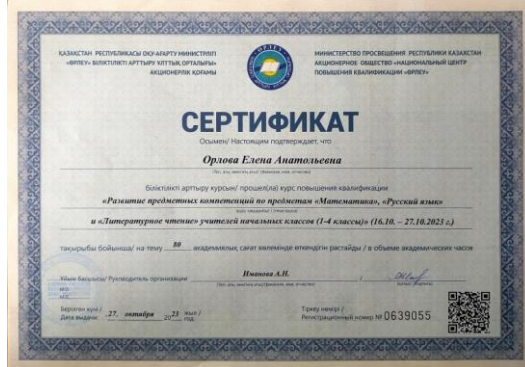 ҚАЗАҚСТАН РЕСПУБЛИКАСЫ ОҚУ-АҒАРТУ МИНИСТРЛІГІ
«ӨРЛЕУ» БІЛІКТІЛІКТІ АРТТЫРУ ҰЛТТЫҚ ОРТАЛЫҒЫ»
АКЦИОНЕРЛІК ҚОҒАМЫ
ӨРЛЕУ
МИНИСТЕРСТВО ПРОСВЕЩЕНИЯ РЕСПУБЛИКИ КАЗАХСТАН
АКЦИОНЕРНОЕ ОБЩЕСТВО «НАЦИОНАЛЬНЫЙ ЦЕНТР
ПОВЫШЕНИЯ КВАЛИФИКАЦИИ «ӨРЛЕУ»
СЕРТИФИКАТ
Осымен/ Настоящим подтверждает, что
Орлова Елена Анатольевна
біліктілікті арттыру курсын/ прошел(ла) курс повышения квалификации
«Развитие предметных компетенций по предметам «Математика», «Русский язык»
и «Литературное чтение» учителей начальных классов (1-4 классы)» (16.10. – 27.10.2023 г.)
тақырыбы бойынша/ на тему 80 академиялық сағат көлемінде өткендігін растайды / в объеме академических часов
Ұйым басшысы/ Руководитель организации Иманова А.Н.
М.О.
М.П.
Берілген күні / Дата выдачи «27» октября 2023 жыл / год
Тіркеу нөмірі /
Регистрационный номер № 0639055